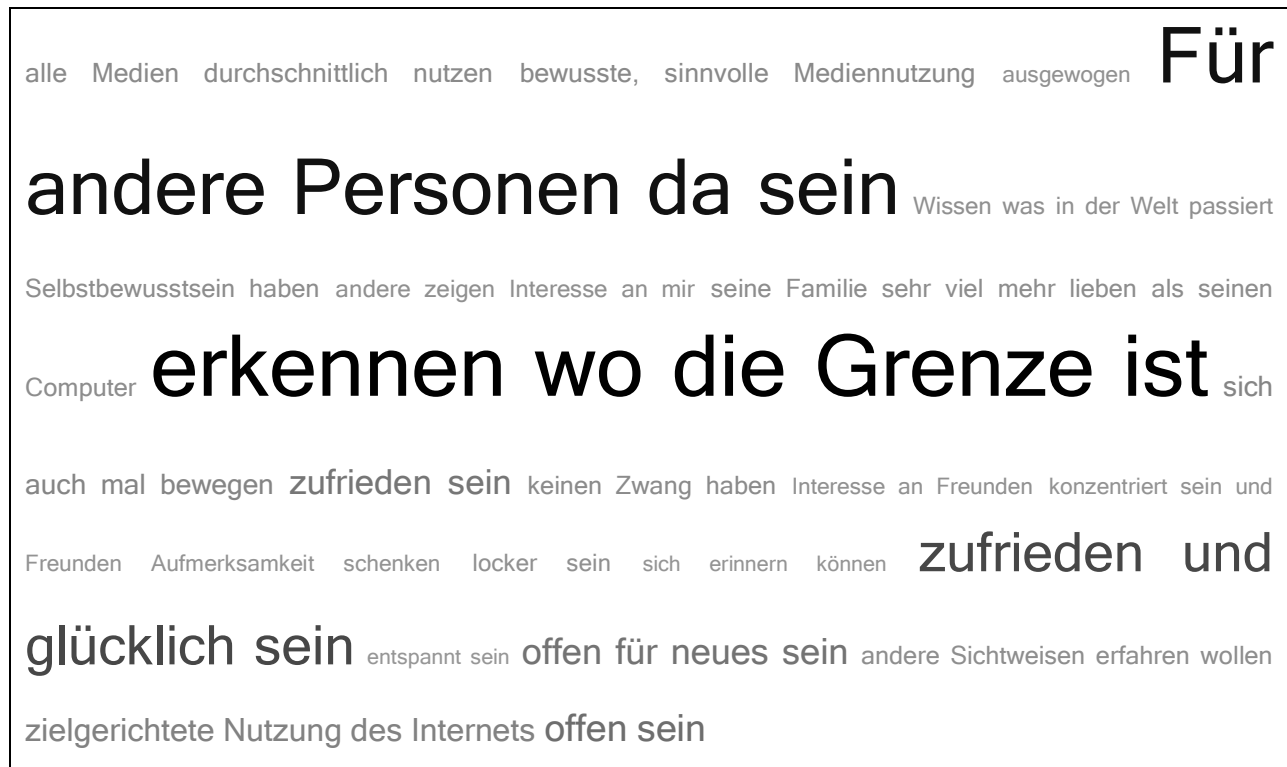 alle Medien durchschnittlich nutzen bewusste, sinnvolle Mediennutzung ausgewogen Für
andere Personen da sein Wissen was in der Welt passiert
Selbstbewusstsein haben andere zeigen Interesse an mir seine Familie sehr viel mehr lieben als seinen
Computer erkennen wo die Grenze ist sich
auch mal bewegen zufrieden sein keinen Zwang haben Interesse an Freunden konzentriert sein und
Freunden Aufmerksamkeit schenken locker sein sich erinnern können zufrieden und
glücklich sein entspannt sein offen für neues sein andere Sichtweisen erfahren wollen
zielgerichtete Nutzung des Internets offen sein